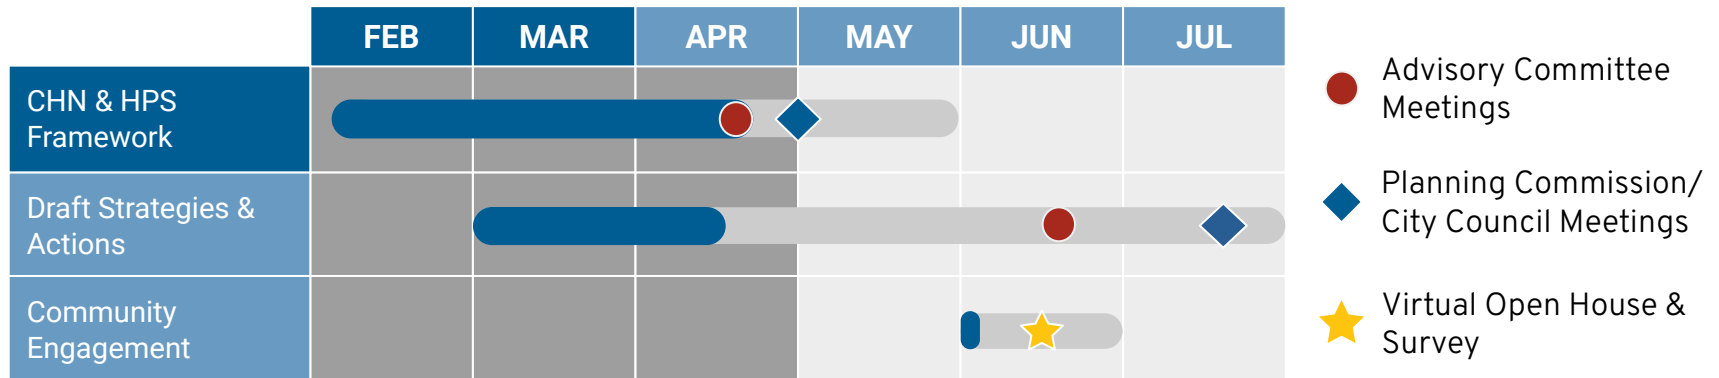 FEB MAR APR MAY JUN JUL
CHN & HPS
Framework
Draft Strategies &
Actions
Community
Engagement
Advisory Committee
Meetings
Planning Commission/
City Council Meetings
Virtual Open House &
Survey